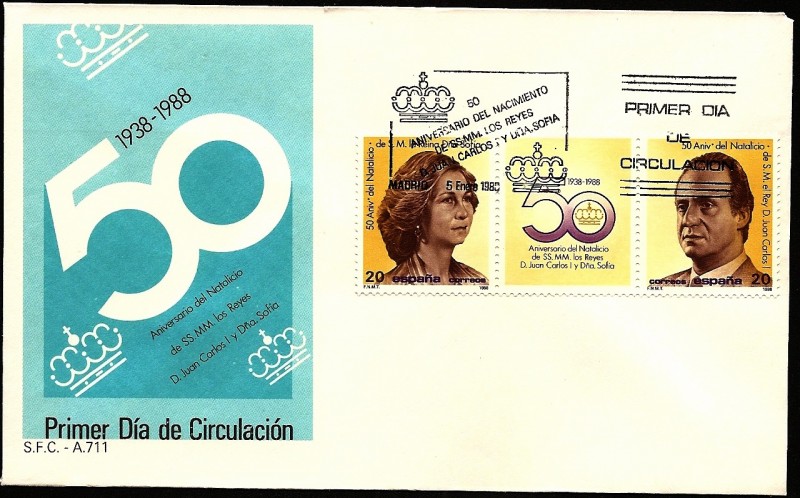 1938-1988
50
Aniversario del Natalicio
de SS.MM. los Reyes
D. Juan Carlos I y Dña. Sofía
Primer Día de Circulación
S.F.C. - A.711
50
ANIVERSARIO DEL NACIMIENTO
DE SS.MM. LOS REYES
D. JUAN CARLOS I Y DÑA. SOFIA
MADRID 5 Enero 1988
PRIMER DIA
DE
CIRCULACION
50 Aniv. del Natalicio
de S.M. la Reina Dña. Sofía
20 españa correos
F.N.M.T. 1988
1938-1988
50
Aniversario del Natalicio
de SS.MM. los Reyes
D. Juan Carlos I y Dña. Sofía
50 Aniv. del Natalicio
de S.M. el Rey D. Juan Carlos I
correos españa 20
F.N.M.T. 1988